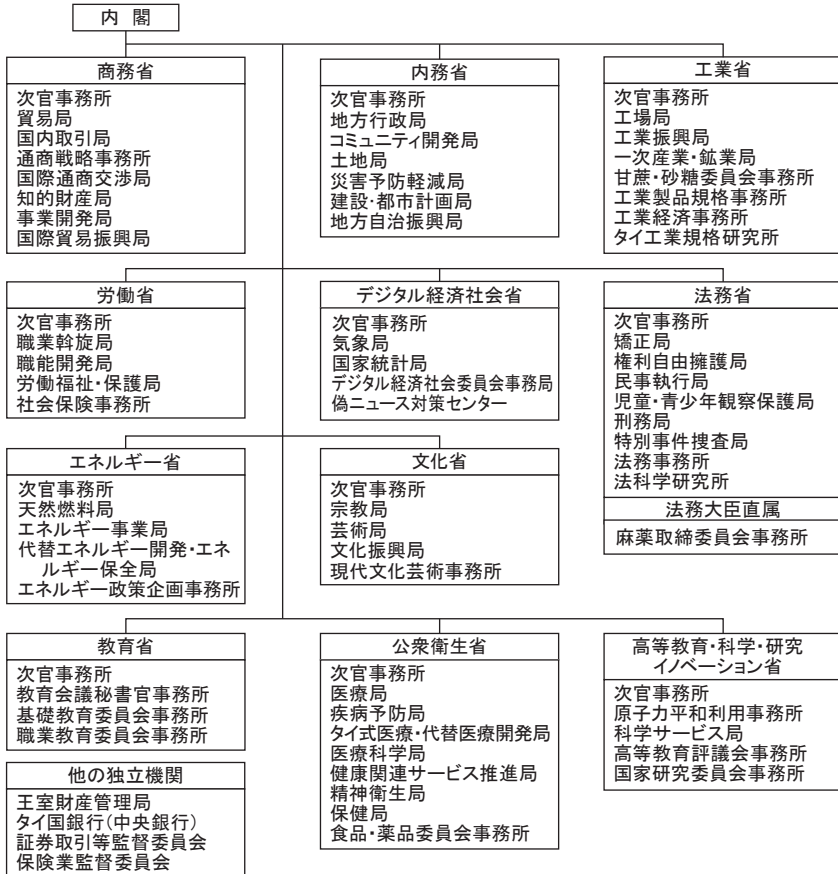 内 閣
商務省
次官事務所
貿易局
国内取引局
通商戦略事務所
国際通商交渉局
知的財産局
事業開発局
国際貿易振興局
内務省
次官事務所
地方行政局
コミュニティ開発局
土地局
災害予防軽減局
建設・都市計画局
地方自治振興局
工業省
次官事務所
工場局
工業振興局
一次産業・鉱業局
甘蔗・砂糖委員会事務所
工業製品規格事務所
工業経済事務所
タイ工業規格研究所
労働省
次官事務所
職業斡旋局
職能開発局
労働福祉・保護局
社会保険事務所
デジタル経済社会省
次官事務所
気象局
国家統計局
デジタル経済社会委員会事務局
偽ニュース対策センター
法務省
次官事務所
矯正局
権利自由擁護局
民事執行局
児童・青少年観察保護局
刑務局
特別事件捜査局
法務事務所
法科学研究所
法務大臣直属
麻薬取締委員会事務所
エネルギー省
次官事務所
天然燃料局
エネルギー事業局
代替エネルギー開発・エネ
ルギー保全局
エネルギー政策企画事務所
文化省
次官事務所
宗教局
芸術局
文化振興局
現代文化芸術事務所
教育省
次官事務所
教育会議秘書官事務所
基礎教育委員会事務所
職業教育委員会事務所
公衆衛生省
次官事務所
医療局
疾病予防局
タイ式医療・代替医療開発局
医療科学局
健康関連サービス推進局
精神衛生局
保健局
食品・薬品委員会事務所
高等教育・科学・研究
イノベーション省
次官事務所
原子力平和利用事務所
科学サービス局
高等教育評議会事務所
国家研究委員会事務所
他の独立機関
王室財産管理局
タイ国銀行(中央銀行)
証券取引等監督委員会
保険業監督委員会